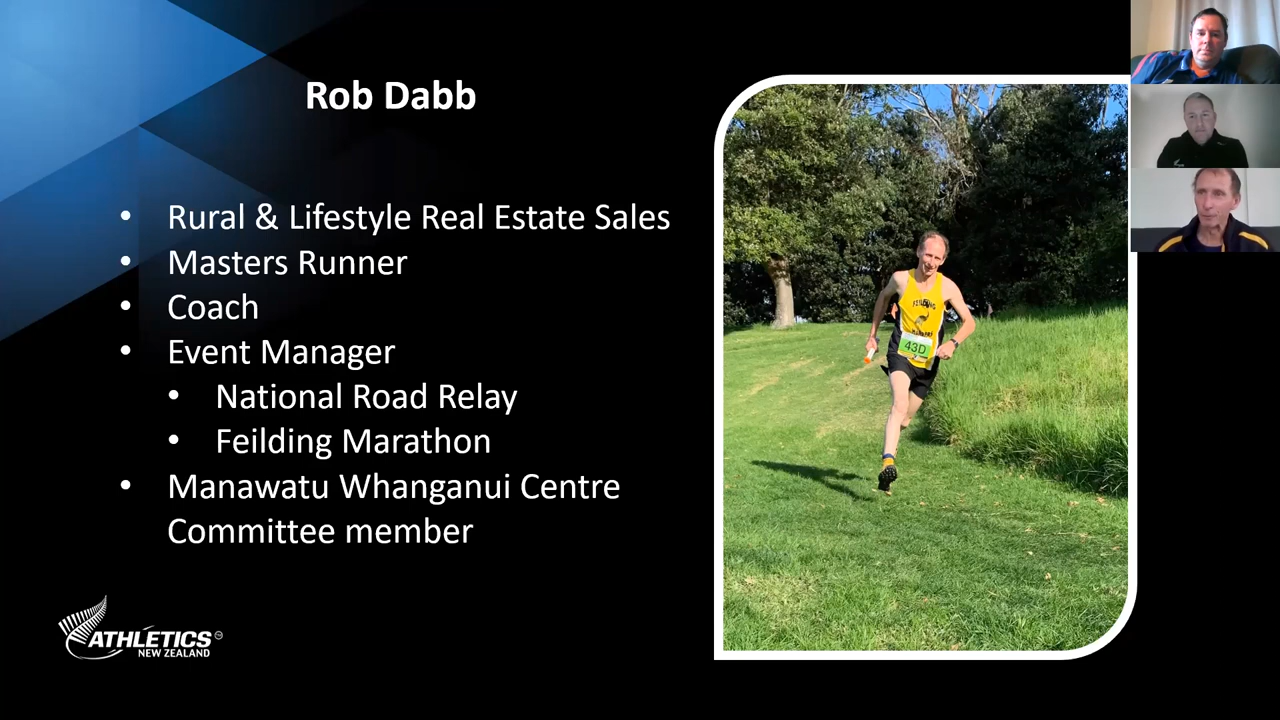 Rob Dabb
• Rural & Lifestyle Real Estate Sales
• Masters Runner
• Coach
• Event Manager
• National Road Relay
• Feilding Marathon
• Manawatu Whanganui Centre
Committee member
FEILDING
43D
ATHLETICS
NEW ZEALAND